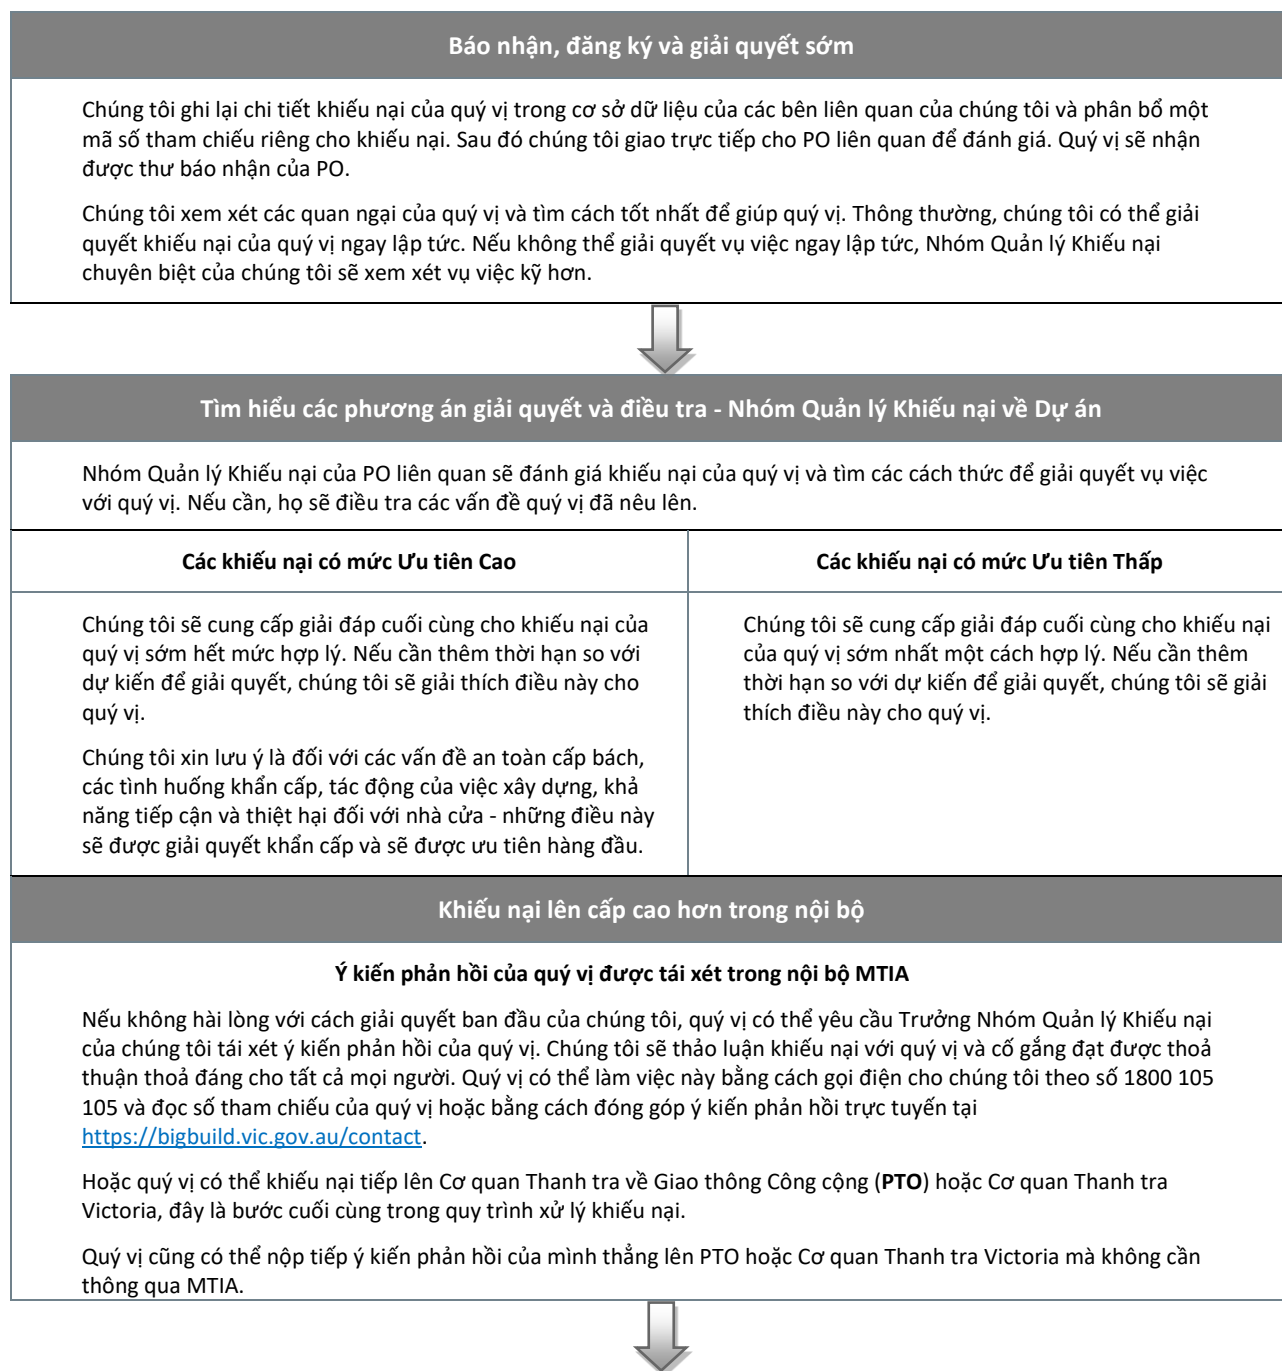 Báo nhận, đăng ký và giải quyết sớm
Chúng tôi ghi lại chi tiết khiếu nại của quý vị trong cơ sở dữ liệu của các bên liên quan của chúng tôi và phân bổ một
mã số tham chiếu riêng cho khiếu nại. Sau đó chúng tôi giao trực tiếp cho PO liên quan để đánh giá. Quý vị sẽ nhận
được thư báo nhận của PO.
Chúng tôi xem xét các quan ngại của quý vị và tìm cách tốt nhất để giúp quý vị. Thông thường, chúng tôi có thể giải
quyết khiếu nại của quý vị ngay lập tức. Nếu không thể giải quyết vụ việc ngay lập tức, Nhóm Quản lý Khiếu nại
chuyên biệt của chúng tôi sẽ xem xét vụ việc kỹ hơn.
Tìm hiểu các phương án giải quyết và điều tra - Nhóm Quản lý Khiếu nại về Dự án
Nhóm Quản lý Khiếu nại của PO liên quan sẽ đánh giá khiếu nại của quý vị và tìm các cách thức để giải quyết vụ việc
với quý vị. Nếu cần, họ sẽ điều tra các vấn đề quý vị đã nêu lên.
Các khiếu nại có mức Ưu tiên Cao
Chúng tôi sẽ cung cấp giải đáp cuối cùng cho khiếu nại của
quý vị sớm hết mức hợp lý. Nếu cần thêm thời hạn so với
dự kiến để giải quyết, chúng tôi sẽ giải thích điều này cho
quý vị.
Chúng tôi xin lưu ý là đối với các vấn đề an toàn cấp bách,
các tình huống khẩn cấp, tác động của việc xây dựng, khả
năng tiếp cận và thiệt hại đối với nhà cửa - những điều này
sẽ được giải quyết khẩn cấp và sẽ được ưu tiên hàng đầu.
Các khiếu nại có mức Ưu tiên Thấp
Chúng tôi sẽ cung cấp giải đáp cuối cùng cho khiếu nại
của quý vị sớm nhất một cách hợp lý. Nếu cần thêm
thời hạn so với dự kiến để giải quyết, chúng tôi sẽ giải
thích điều này cho quý vị.
Khiếu nại lên cấp cao hơn trong nội bộ
Ý kiến phản hồi của quý vị được tái xét trong nội bộ MTIA
Nếu không hài lòng với cách giải quyết ban đầu của chúng tôi, quý vị có thể yêu cầu Trưởng Nhóm Quản lý Khiếu nại
của chúng tôi tái xét ý kiến phản hồi của quý vị. Chúng tôi sẽ thảo luận khiếu nại với quý vị và cố gắng đạt được thoả
thuận thoả đáng cho tất cả mọi người. Quý vị có thể làm việc này bằng cách gọi điện cho chúng tôi theo số 1800 105
105 và đọc số tham chiếu của quý vị hoặc bằng cách đóng góp ý kiến phản hồi trực tuyến tại
https://bigbuild.vic.gov.au/contact.
Hoặc quý vị có thể khiếu nại tiếp lên Cơ quan Thanh tra về Giao thông Công cộng (PTO) hoặc Cơ quan Thanh tra
Victoria, đây là bước cuối cùng trong quy trình xử lý khiếu nại.
Quý vị cũng có thể nộp tiếp ý kiến phản hồi của mình thẳng lên PTO hoặc Cơ quan Thanh tra Victoria mà không cần
thông qua MTIA.